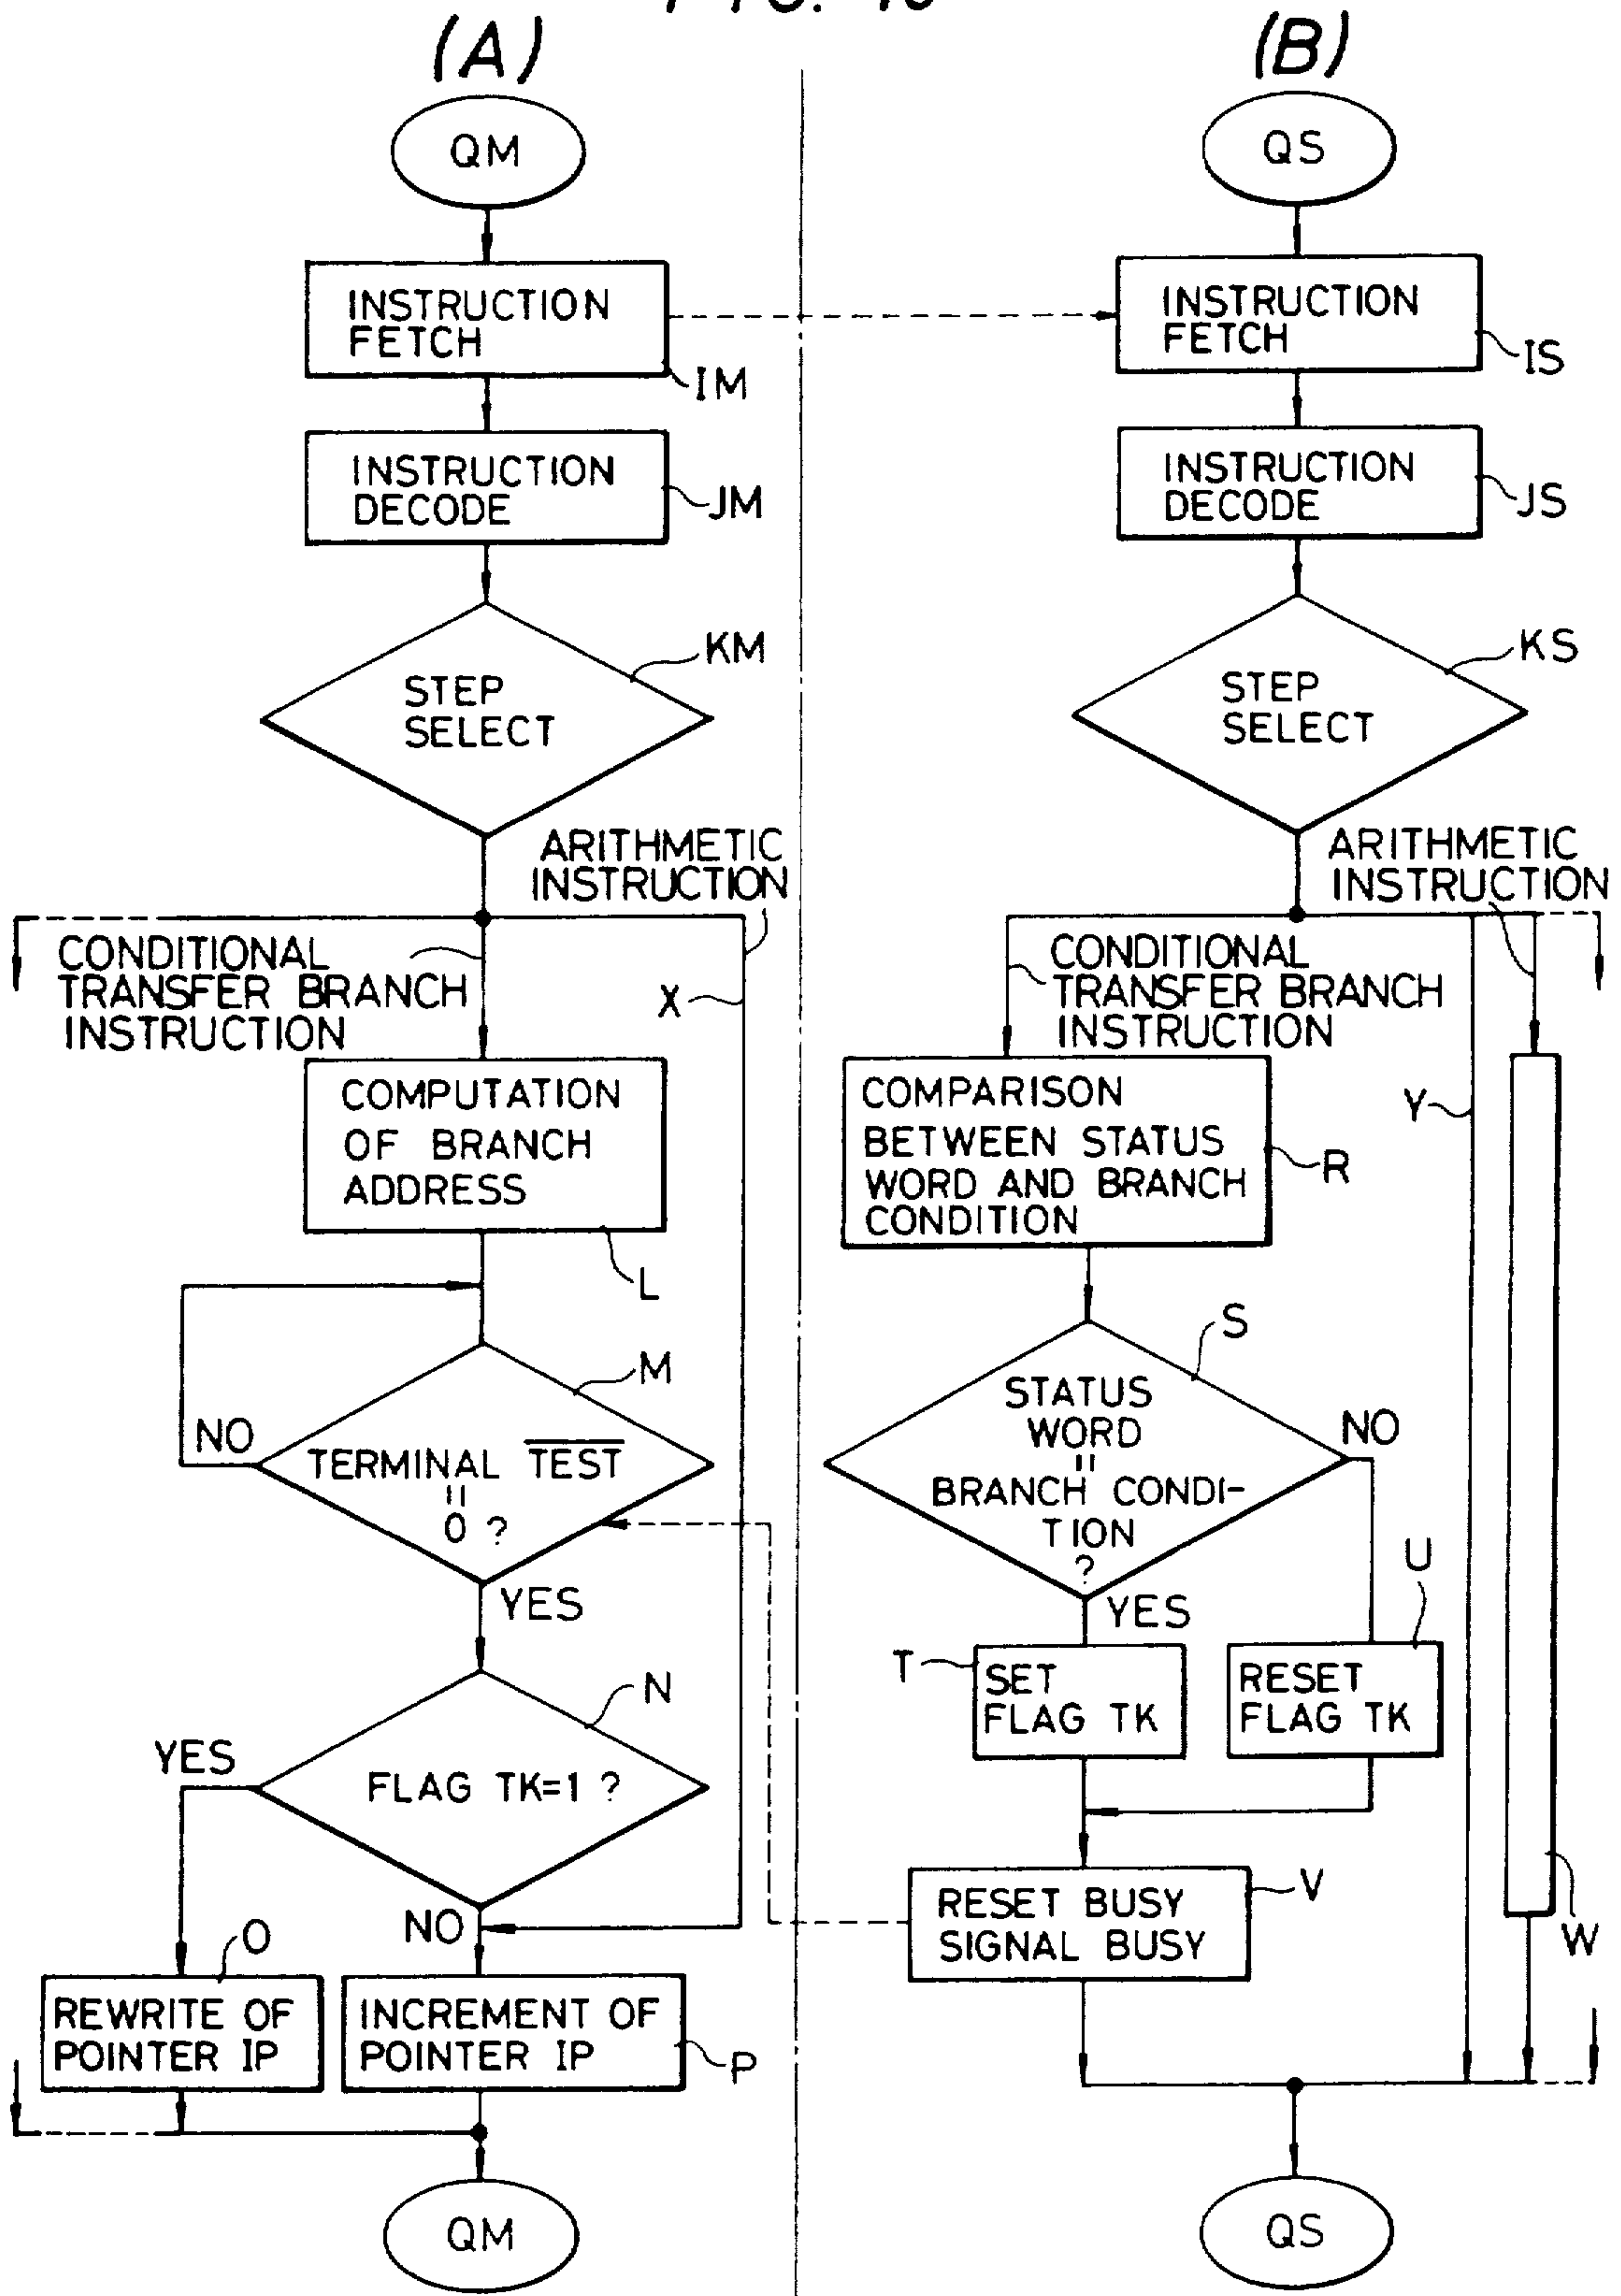 (A)
QM
INSTRUCTION
FETCH
IM
INSTRUCTION
DECODE
JM
KM
STEP
SELECT
ARITHMETIC
INSTRUCTION
CONDITIONAL
TRANSFER BRANCH
INSTRUCTION
X
COMPUTATION
OF BRANCH
ADDRESS
L
M
NO
TERMINAL TEST
=
0 ?
YES
N
YES
FLAG TK=1 ?
NO
O
REWRITE OF
POINTER IP
INCREMENT OF
POINTER IP
P
QM
(B)
QS
INSTRUCTION
FETCH
IS
INSTRUCTION
DECODE
JS
KS
STEP
SELECT
ARITHMETIC
INSTRUCTION
CONDITIONAL
TRANSFER BRANCH
INSTRUCTION
Y
COMPARISON
BETWEEN STATUS
WORD AND BRANCH
CONDITION
R
S
STATUS
WORD
=
BRANCH CONDI-
TION
?
NO
YES
U
T
SET
FLAG TK
RESET
FLAG TK
RESET BUSY
SIGNAL BUSY
V
W
QS